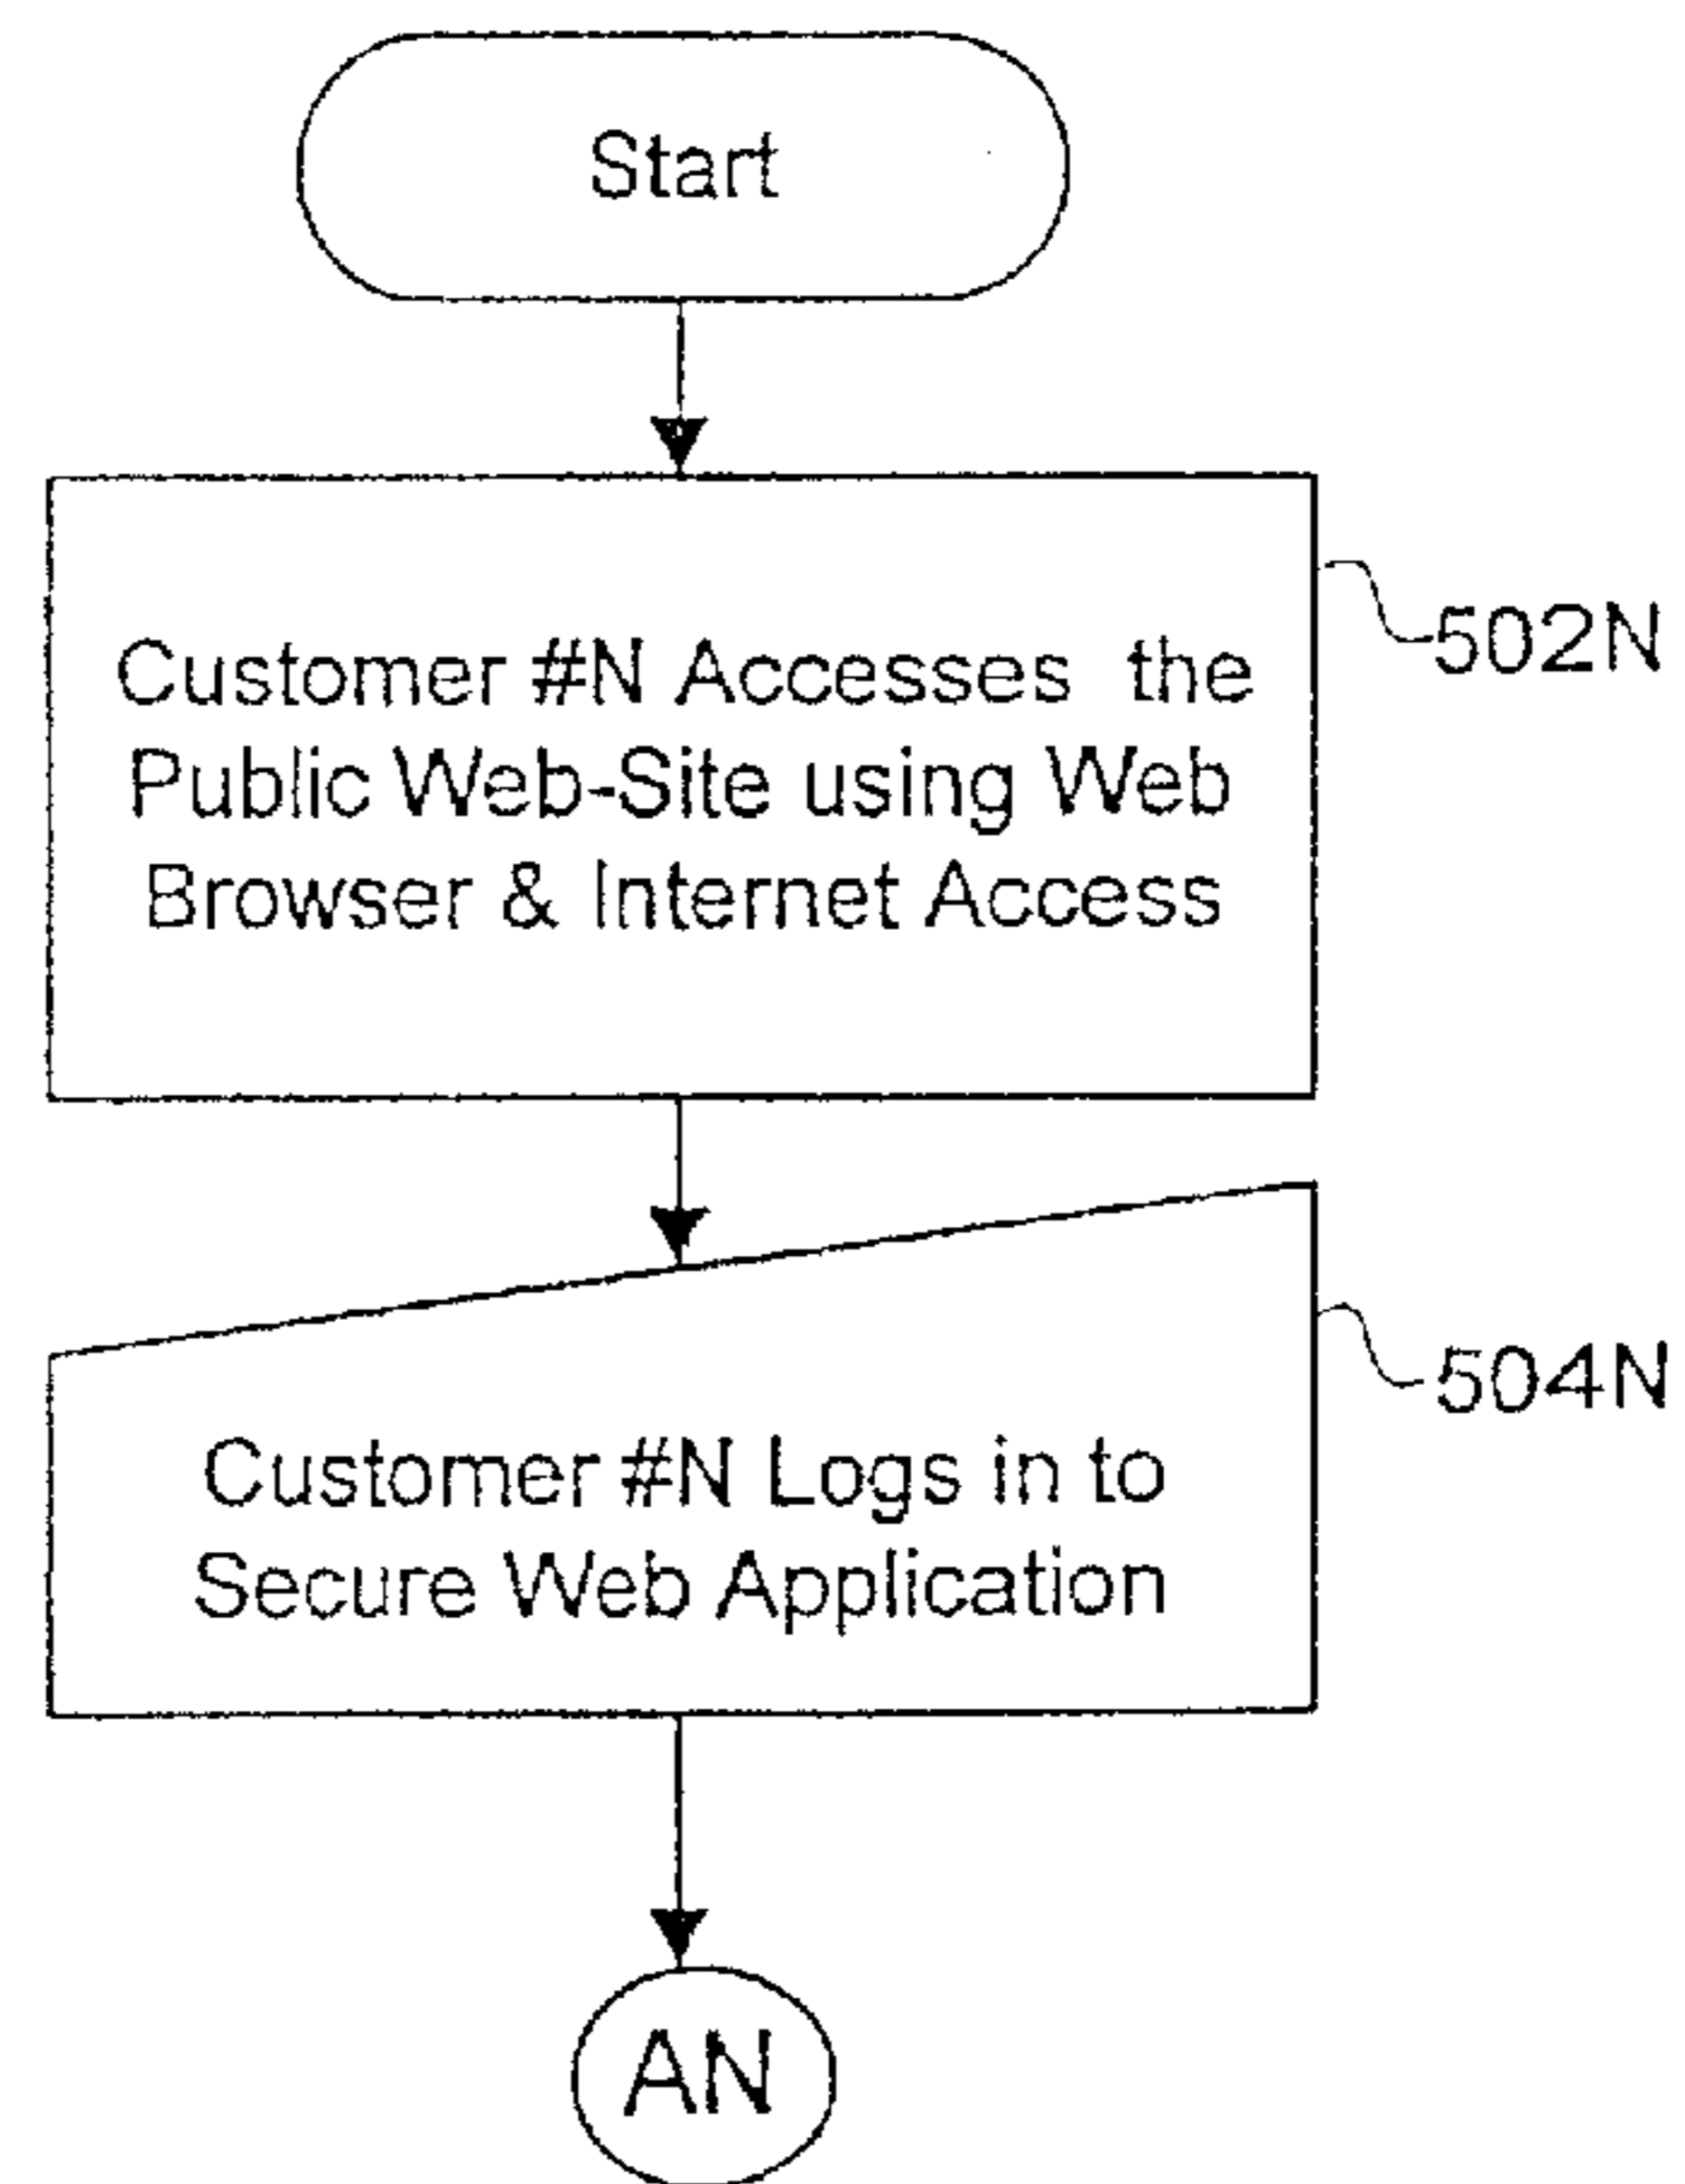 Start
Customer #N Accesses the
Public Web-Site using Web
Browser & Internet Access
502N
Customer #N Logs in to
Secure Web Application
504N
AN